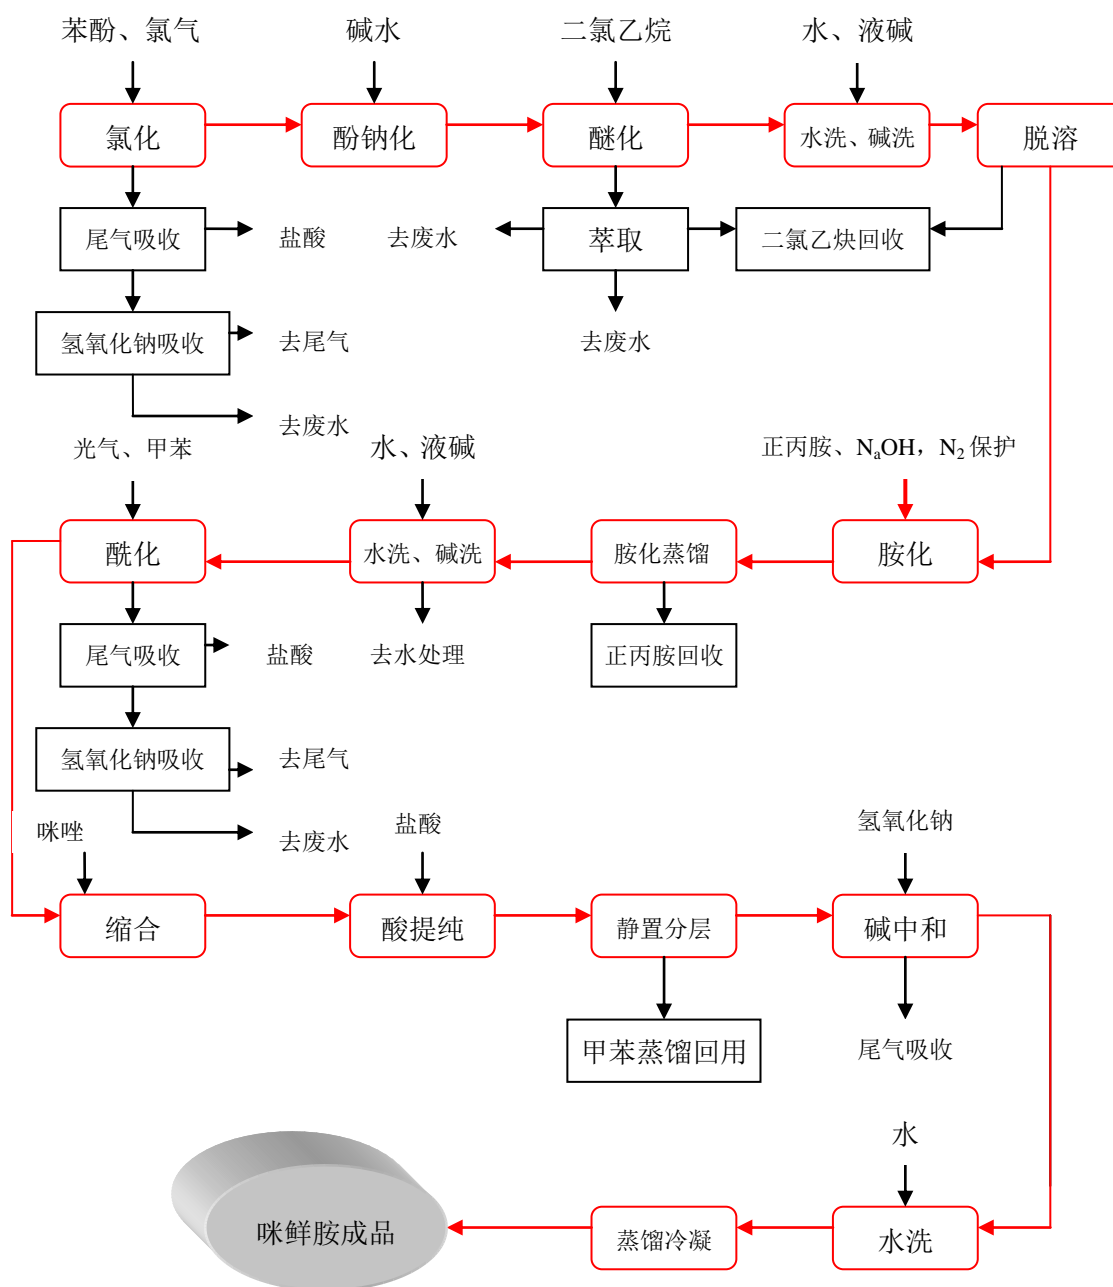 苯酚、氯气
碱水
二氯乙烷
水、液碱
氯化
酚钠化
醚化
水洗、碱洗
脱溶
尾气吸收
盐酸
去废水
萃取
二氯乙炔回收
氢氧化钠吸收
去尾气
去废水
去废水
光气、甲苯
水、液碱
正丙胺、NaOH，N2保护
酰化
水洗、碱洗
胺化蒸馏
胺化
尾气吸收
盐酸
去水处理
正丙胺回收
氢氧化钠吸收
去尾气
咪唑
去废水
盐酸
氢氧化钠
缩合
酸提纯
静置分层
碱中和
甲苯蒸馏回用
尾气吸收
水
咪鲜胺成品
蒸馏冷凝
水洗